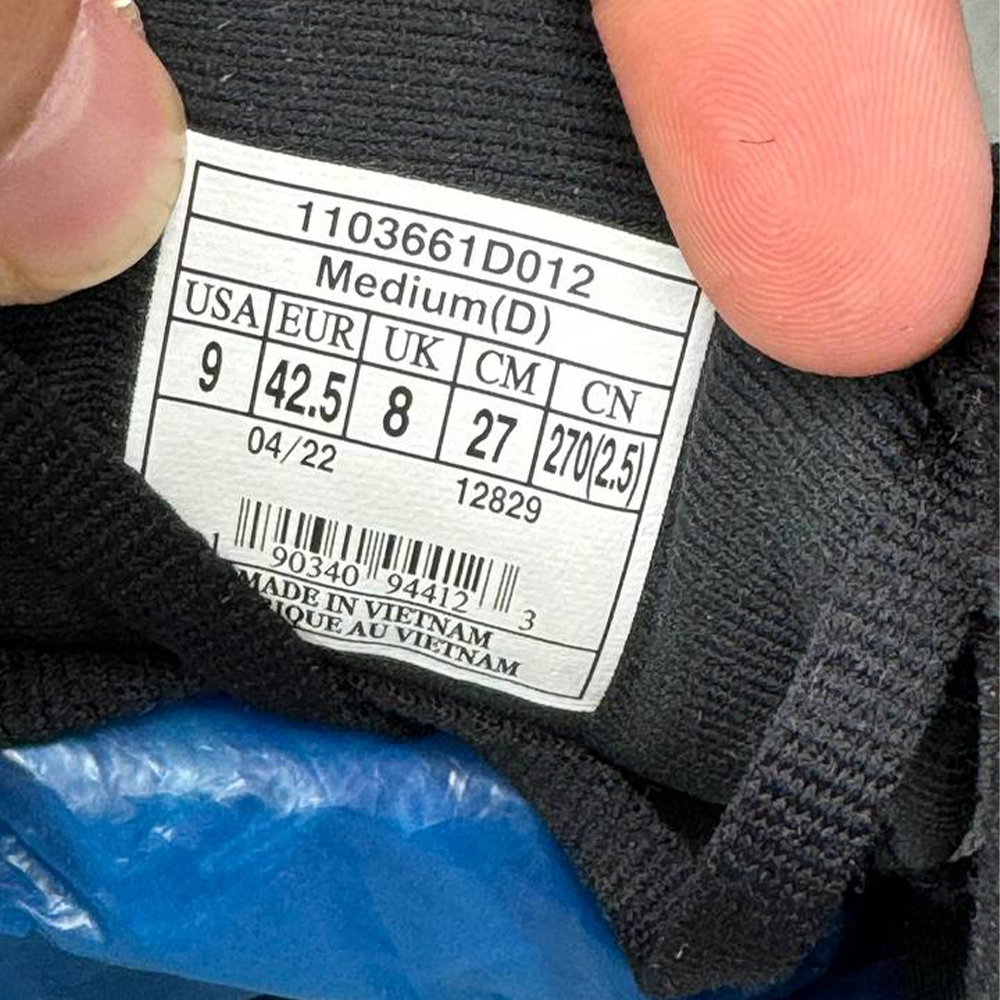 1103661D012
Medium(D)
USA EUR UK CM CN
9 42.5 8 27 270(2.5)
04/22
12829
1 90340 94412 3
MADE IN VIETNAM
AU VIETNAM